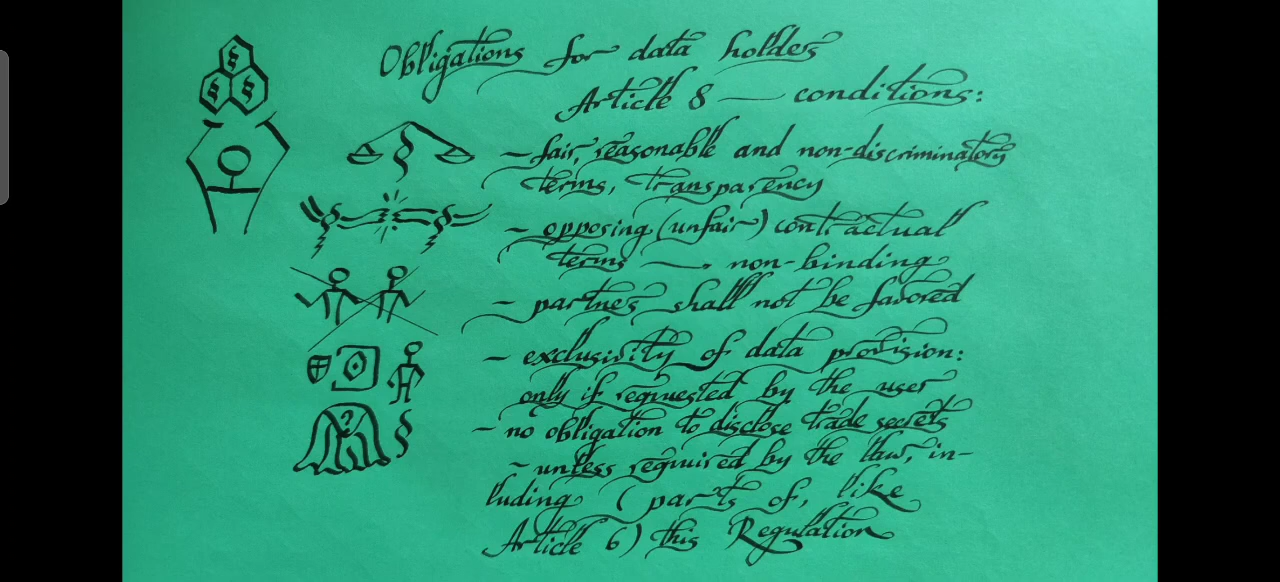 Obligations for data holders
Article 8 — conditions:
– fair, reasonable and non-discriminatory
terms, transparency
– opposing (unfair) contractual
terms → non-binding
– partnes shall not be favored
– exclusivity of data provision:
only if requested by the user
– no obligation to disclose trade secrets
– unless required by the law, in-
luding (parts of, like
Article 6) this Regulation